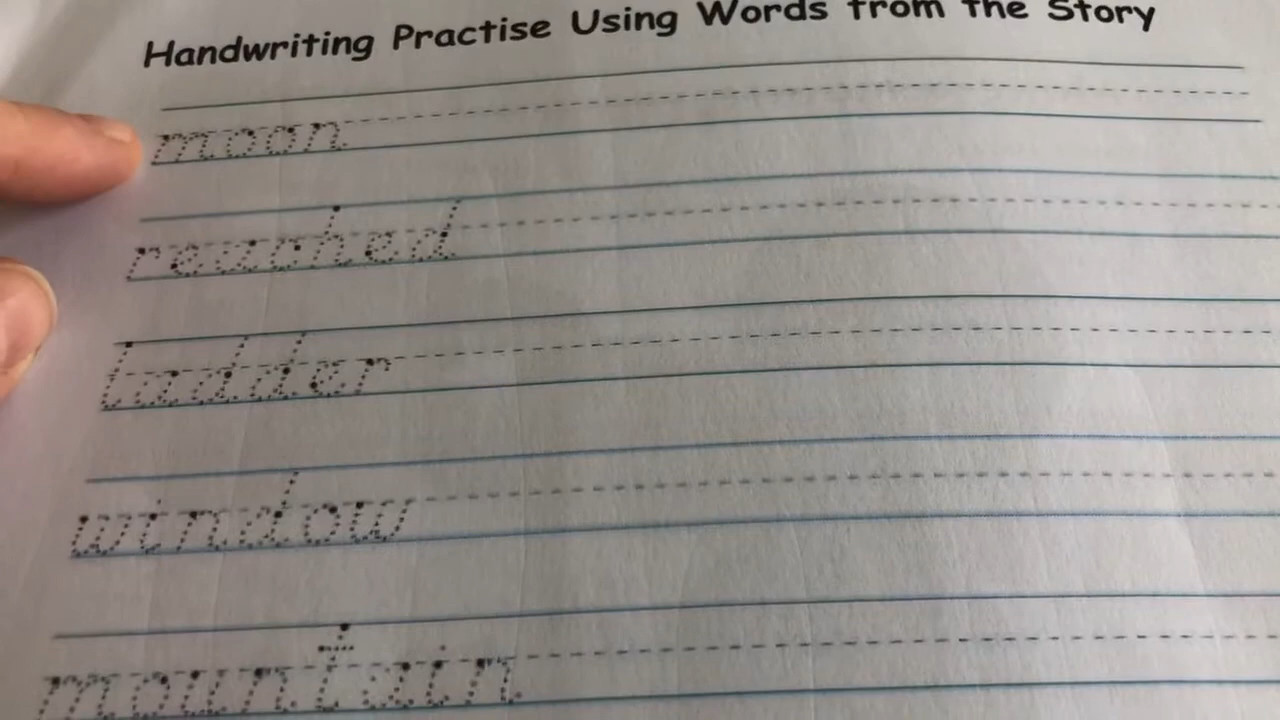 Handwriting Practise Using Words from the Story
moon
reached
ladder
window
mountain